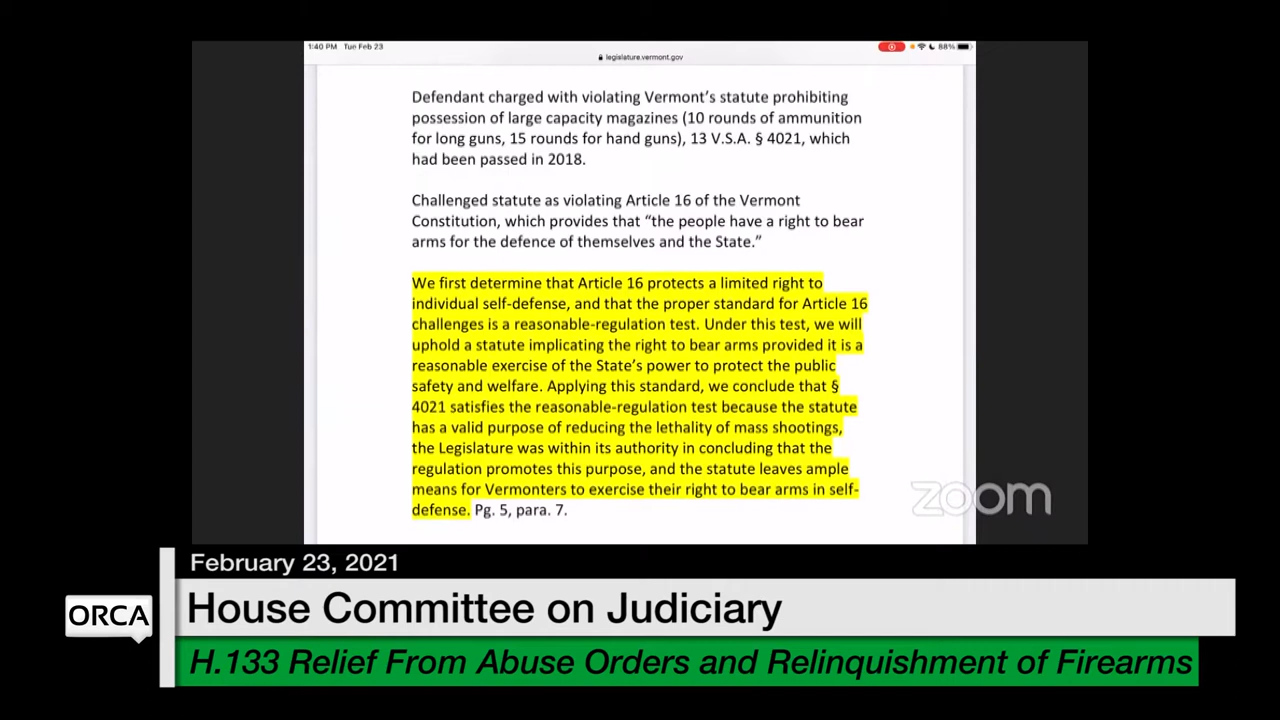 1:40 PM Tue Feb 23
88%
legislature.vermont.gov
Defendant charged with violating Vermont's statute prohibiting
possession of large capacity magazines (10 rounds of ammunition
for long guns, 15 rounds for hand guns), 13 V.S.A. § 4021, which
had been passed in 2018.
Challenged statute as violating Article 16 of the Vermont
Constitution, which provides that “the people have a right to bear
arms for the defence of themselves and the State.”
We first determine that Article 16 protects a limited right to
individual self-defense, and that the proper standard for Article 16
challenges is a reasonable-regulation test. Under this test, we will
uphold a statute implicating the right to bear arms provided it is a
reasonable exercise of the State’s power to protect the public
safety and welfare. Applying this standard, we conclude that §
4021 satisfies the reasonable-regulation test because the statute
has a valid purpose of reducing the lethality of mass shootings,
the Legislature was within its authority in concluding that the
regulation promotes this purpose, and the statute leaves ample
means for Vermonters to exercise their right to bear arms in self-
defense. Pg. 5, para. 7.
zoom
February 23, 2021
ORCA
House Committee on Judiciary
H.133 Relief From Abuse Orders and Relinquishment of Firearms